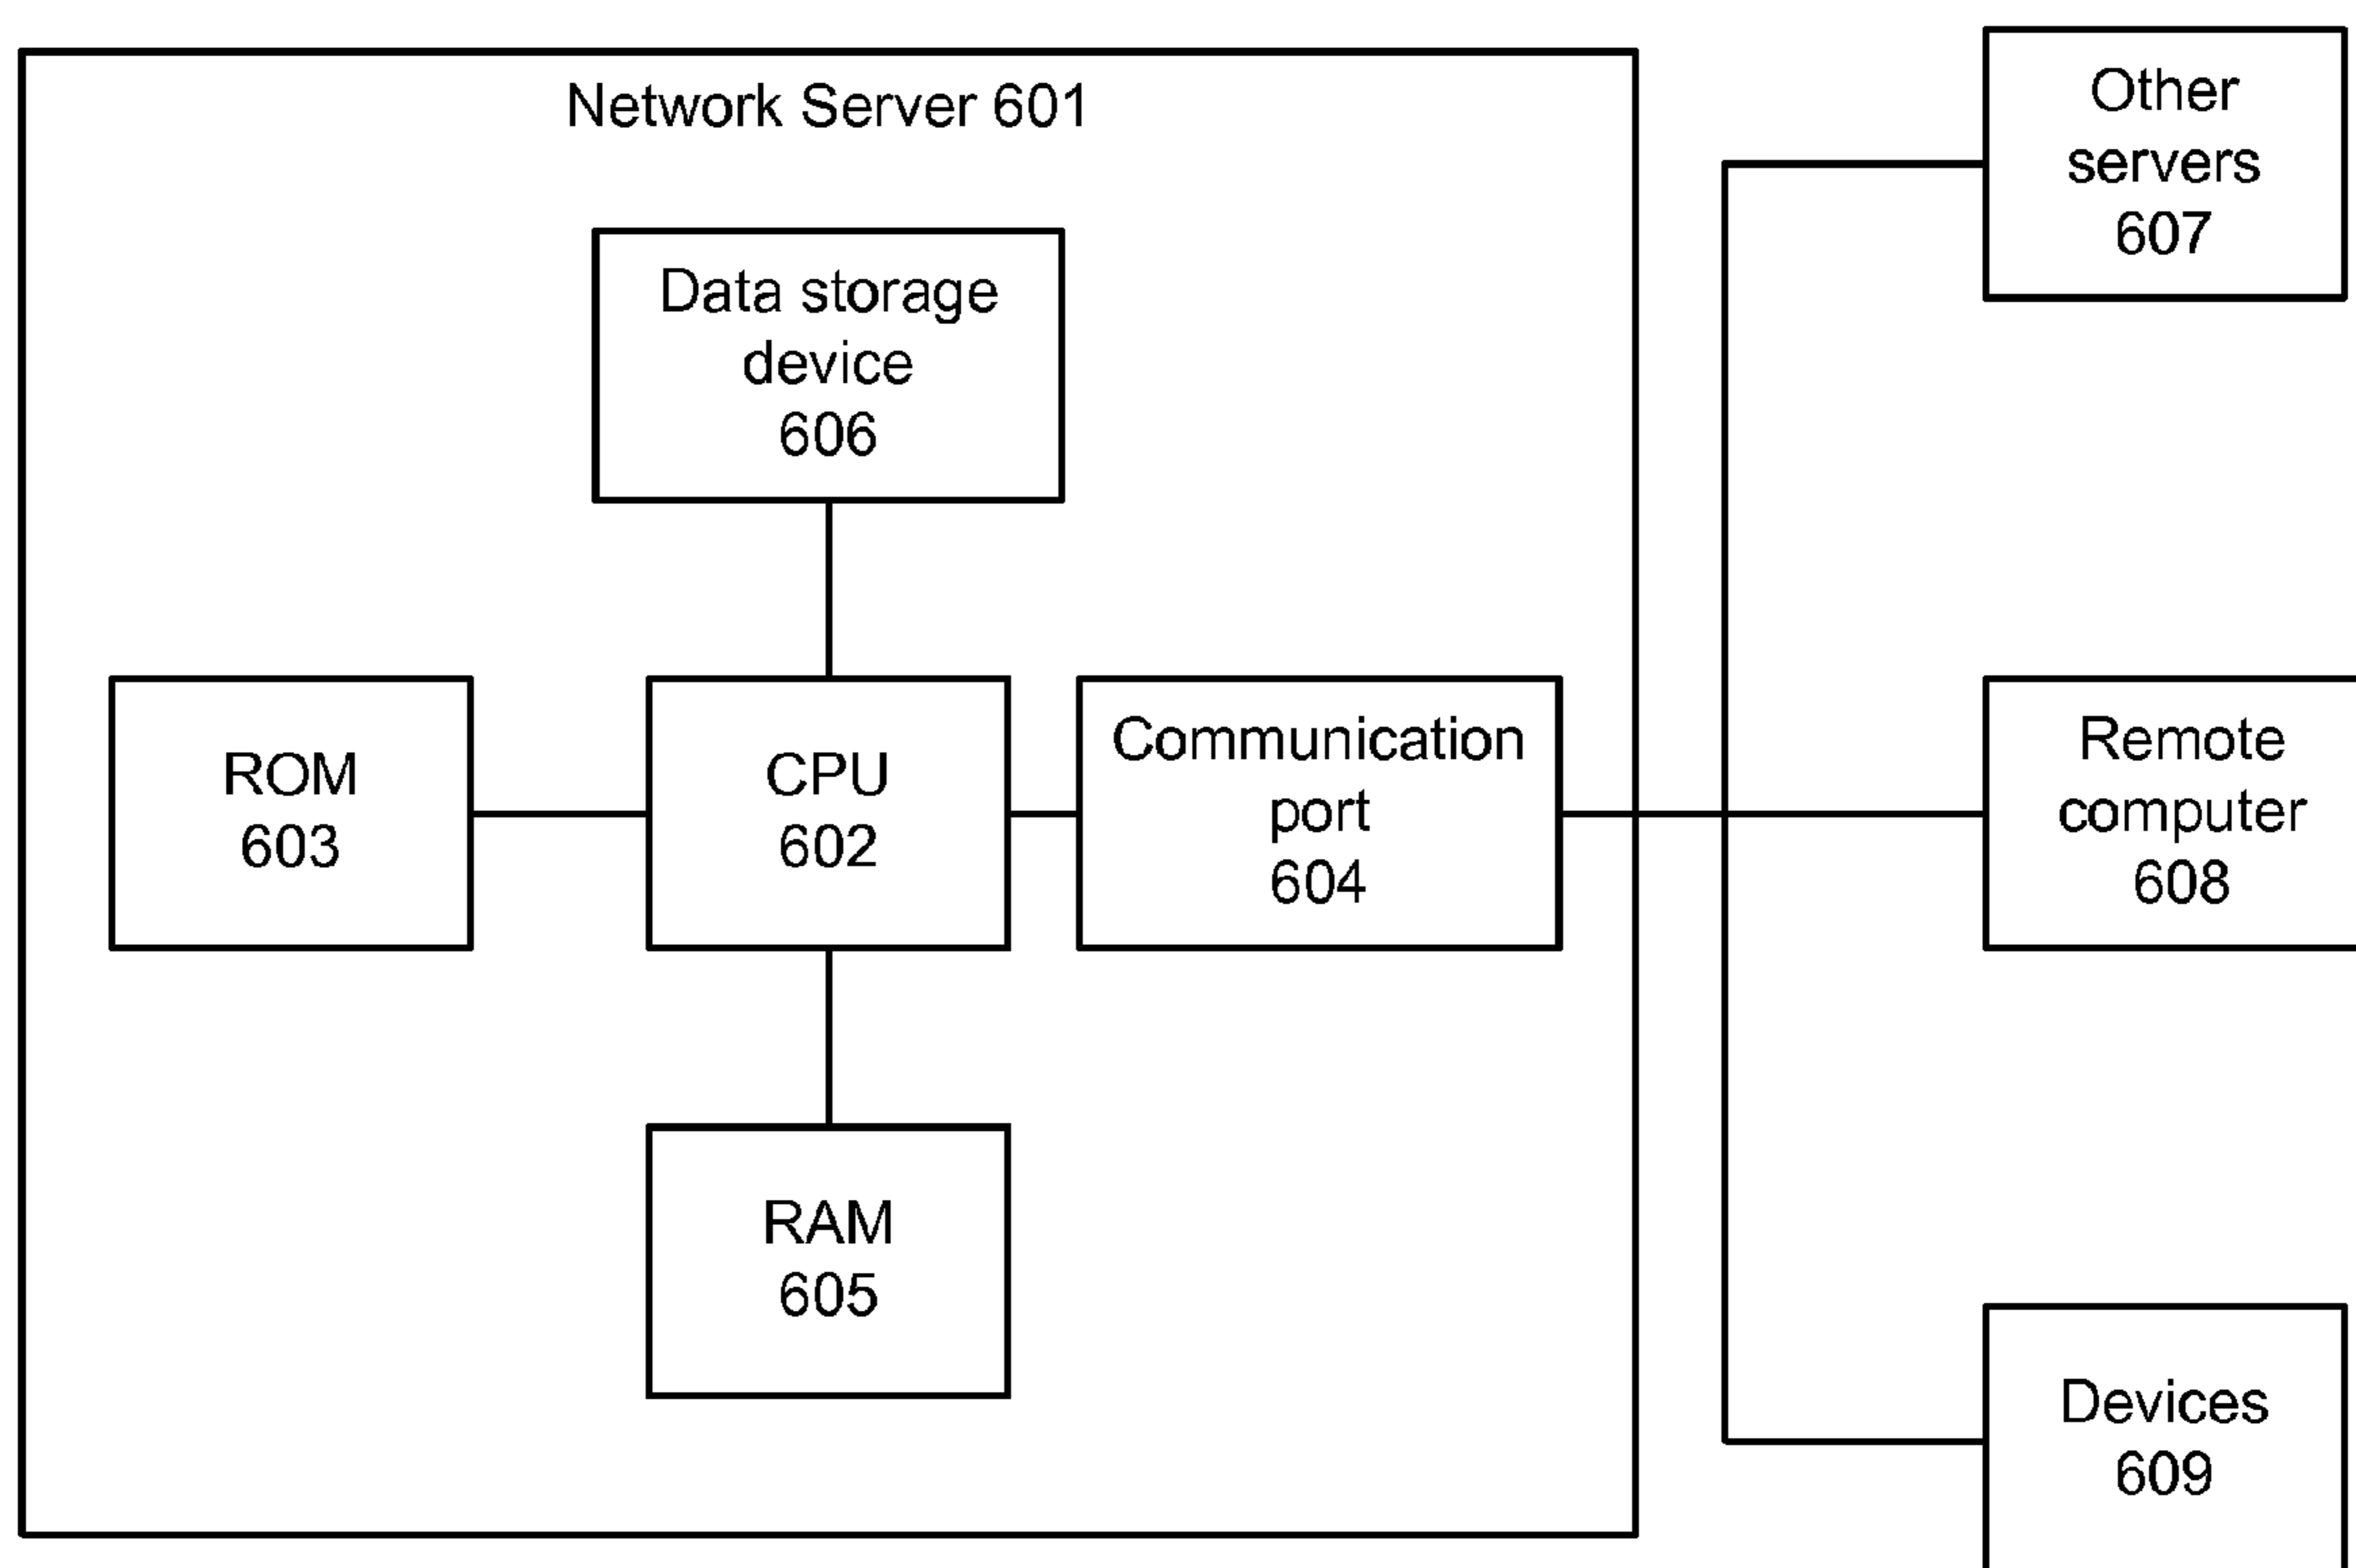 Network Server 601
Data storage
device
606
ROM
603
CPU
602
Communication
port
604
RAM
605
Other
servers
607
Remote
computer
608
Devices
609